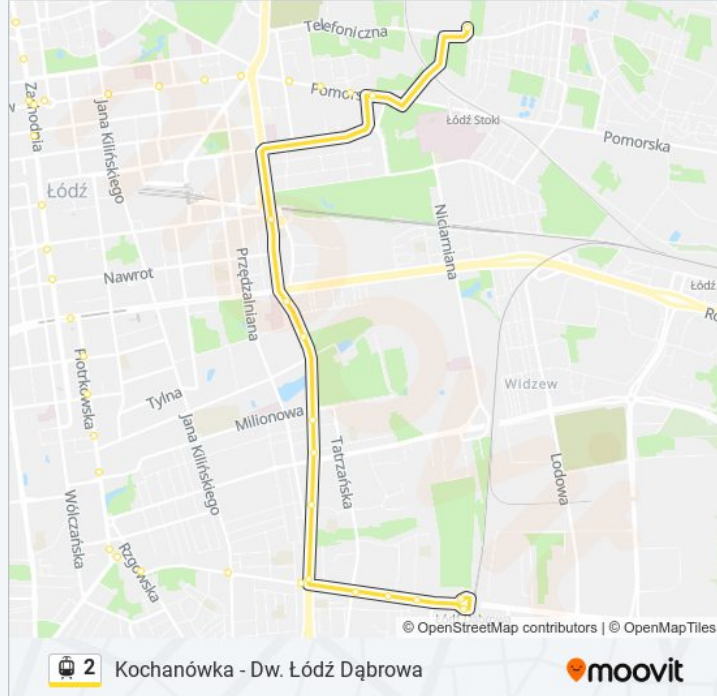 Telefoniczna
Zachodnia
Jana Kilińskiego
Pomorska
Łódź Stoki
Pomorska
Łódź
Niciarniana
Przędzalniana
Nawrot
Łódź
Piotrkowska
Widzew
Tylna
Milionowa
Jana Kilińskiego
Tatrzańska
Lodowa
Wólczańska
Rzgowska
© OpenStreetMap contributors | © OpenMapTiles
2 Kochanówka - Dw. Łódź Dąbrowa
moovit